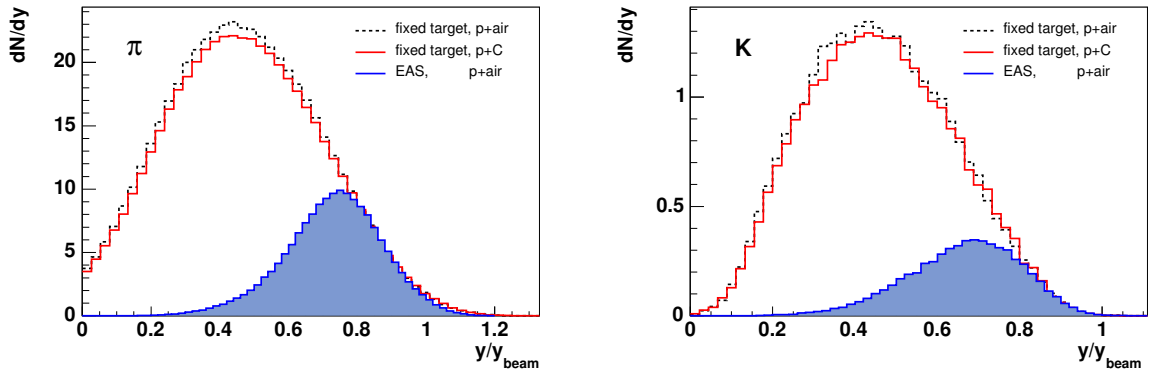 dN/dy
π
fixed target, p+air
fixed target, p+C
EAS, p+air
20
15
10
5
0
0 0.2 0.4 0.6 0.8 1 1.2
y/y_beam
dN/dy
K
fixed target, p+air
fixed target, p+C
EAS, p+air
1
0.5
0
0 0.2 0.4 0.6 0.8 1
y/y_beam